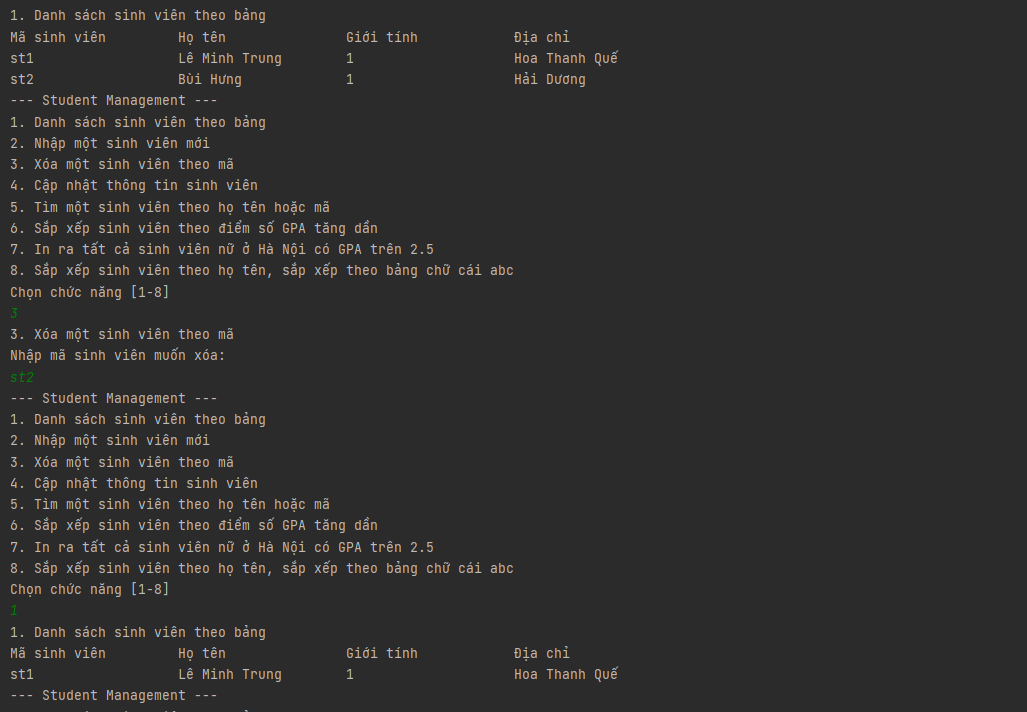 1. Danh sách sinh viên theo bảng
Mã sinh viên Họ tên Giới tính Địa chỉ
st1 Lê Minh Trung 1 Hoa Thanh Quế
st2 Bùi Hưng 1 Hải Dương
--- Student Management ---
1. Danh sách sinh viên theo bảng
2. Nhập một sinh viên mới
3. Xóa một sinh viên theo mã
4. Cập nhật thông tin sinh viên
5. Tìm một sinh viên theo họ tên hoặc mã
6. Sắp xếp sinh viên theo điểm số GPA tăng dần
7. In ra tất cả sinh viên nữ ở Hà Nội có GPA trên 2.5
8. Sắp xếp sinh viên theo họ tên, sắp xếp theo bảng chữ cái abc
Chọn chức năng [1-8]
3
3. Xóa một sinh viên theo mã
Nhập mã sinh viên muốn xóa:
st2
--- Student Management ---
1. Danh sách sinh viên theo bảng
2. Nhập một sinh viên mới
3. Xóa một sinh viên theo mã
4. Cập nhật thông tin sinh viên
5. Tìm một sinh viên theo họ tên hoặc mã
6. Sắp xếp sinh viên theo điểm số GPA tăng dần
7. In ra tất cả sinh viên nữ ở Hà Nội có GPA trên 2.5
8. Sắp xếp sinh viên theo họ tên, sắp xếp theo bảng chữ cái abc
Chọn chức năng [1-8]
1
1. Danh sách sinh viên theo bảng
Mã sinh viên Họ tên Giới tính Địa chỉ
st1 Lê Minh Trung 1 Hoa Thanh Quế
--- Student Management ---